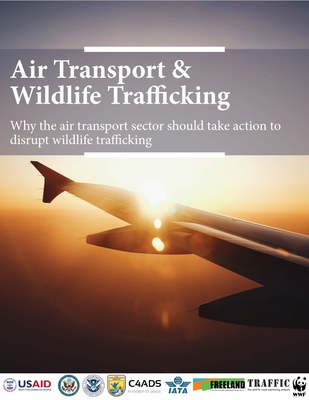 Air Transport &
Wildlife Trafficking
Why the air transport sector should take action to
disrupt wildlife trafficking
USAID
C4ADS
IATA
FREELAND
TRAFFIC
WWF